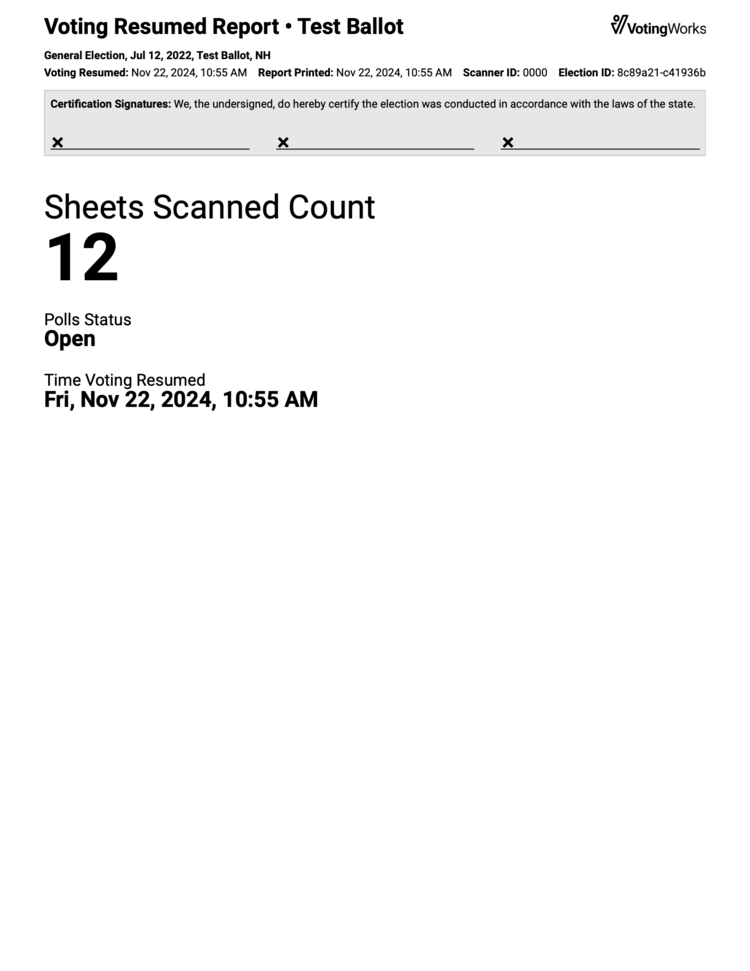 Voting Resumed Report • Test Ballot
VotingWorks
General Election, Jul 12, 2022, Test Ballot, NH
Voting Resumed: Nov 22, 2024, 10:55 AM Report Printed: Nov 22, 2024, 10:55 AM Scanner ID: 0000 Election ID: 8c89a21-c41936b
Certification Signatures: We, the undersigned, do hereby certify the election was conducted in accordance with the laws of the state.
× × ×
Sheets Scanned Count
12
Polls Status
Open
Time Voting Resumed
Fri, Nov 22, 2024, 10:55 AM